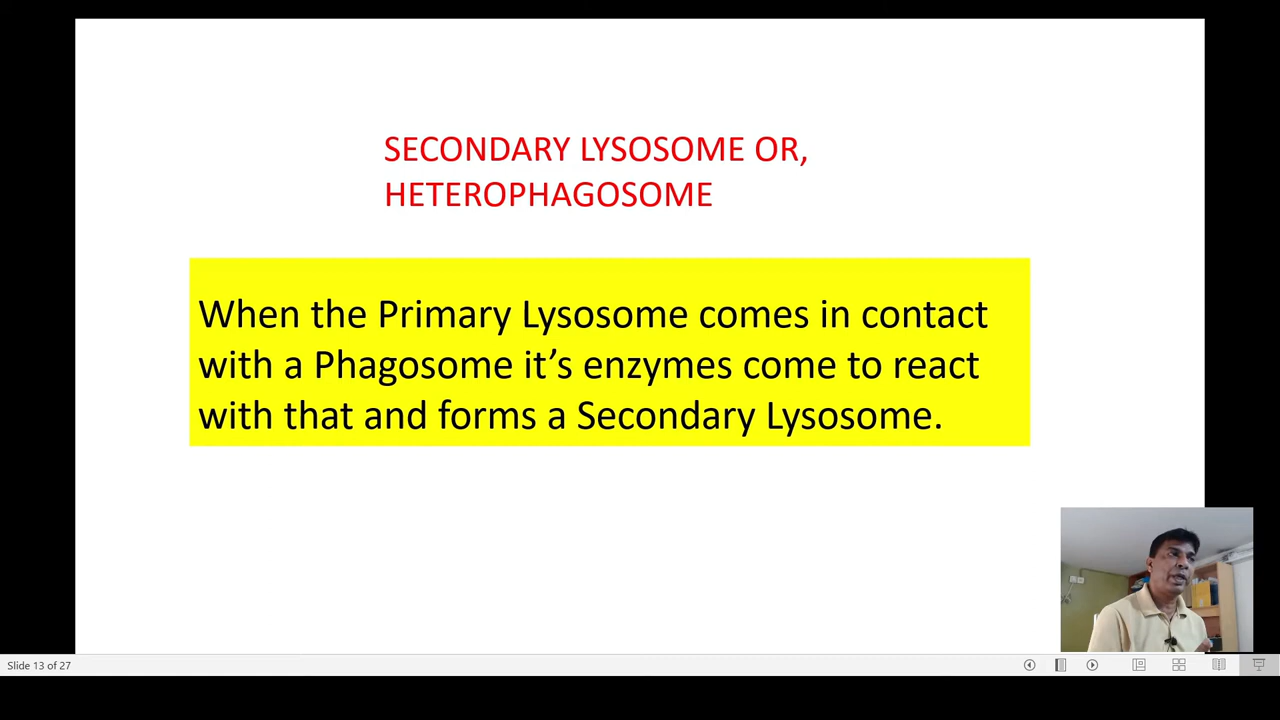 SECONDARY LYSOSOME OR,
HETEROPHAGOSOME
When the Primary Lysosome comes in contact
with a Phagosome it’s enzymes come to react
with that and forms a Secondary Lysosome.
Slide 13 of 27